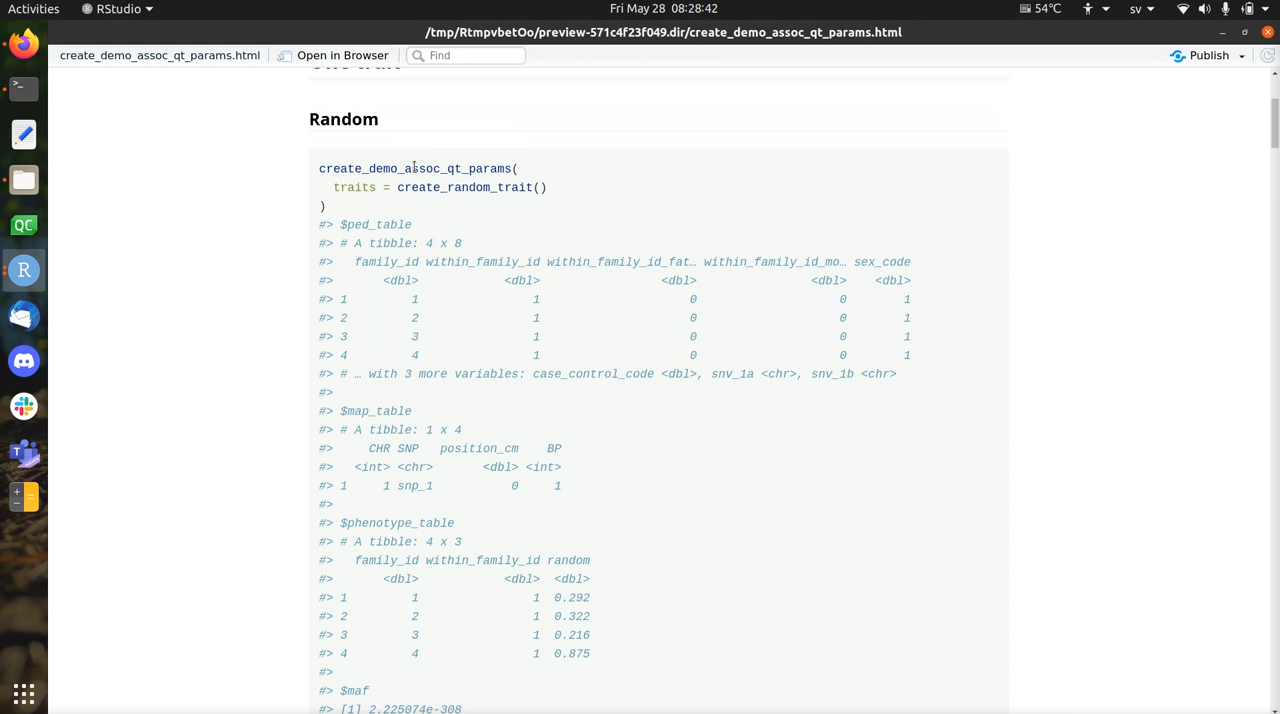 Activities RStudio Fri May 28 08:28:42 54°C sv
/tmp/RtmpvbetOo/preview-571c4f23f049.dir/create_demo_assoc_qt_params.html
create_demo_assoc_qt_params.html Open in Browser Find Publish
Random
create_demo_assoc_qt_params(
  traits = create_random_trait()
)
#> $ped_table
#> # A tibble: 4 x 8
#>   family_id within_family_id within_family_id_fat… within_family_id_mo… sex_code
#>       <dbl>            <dbl>                 <dbl>                <dbl>    <dbl>
#> 1         1                1                     0                    0        1
#> 2         2                1                     0                    0        1
#> 3         3                1                     0                    0        1
#> 4         4                1                     0                    0        1
#> # … with 3 more variables: case_control_code <dbl>, snv_1a <chr>, snv_1b <chr>
#>
#> $map_table
#> # A tibble: 1 x 4
#>     CHR SNP   position_cm    BP
#>   <int> <chr>       <dbl> <int>
#> 1     1 snp_1           0     1
#>
#> $phenotype_table
#> # A tibble: 4 x 3
#>   family_id within_family_id random
#>       <dbl>            <dbl>  <dbl>
#> 1         1                1  0.292
#> 2         2                1  0.322
#> 3         3                1  0.216
#> 4         4                1  0.875
#>
#> $maf
#> [1] 2.225074e-308
QC
R